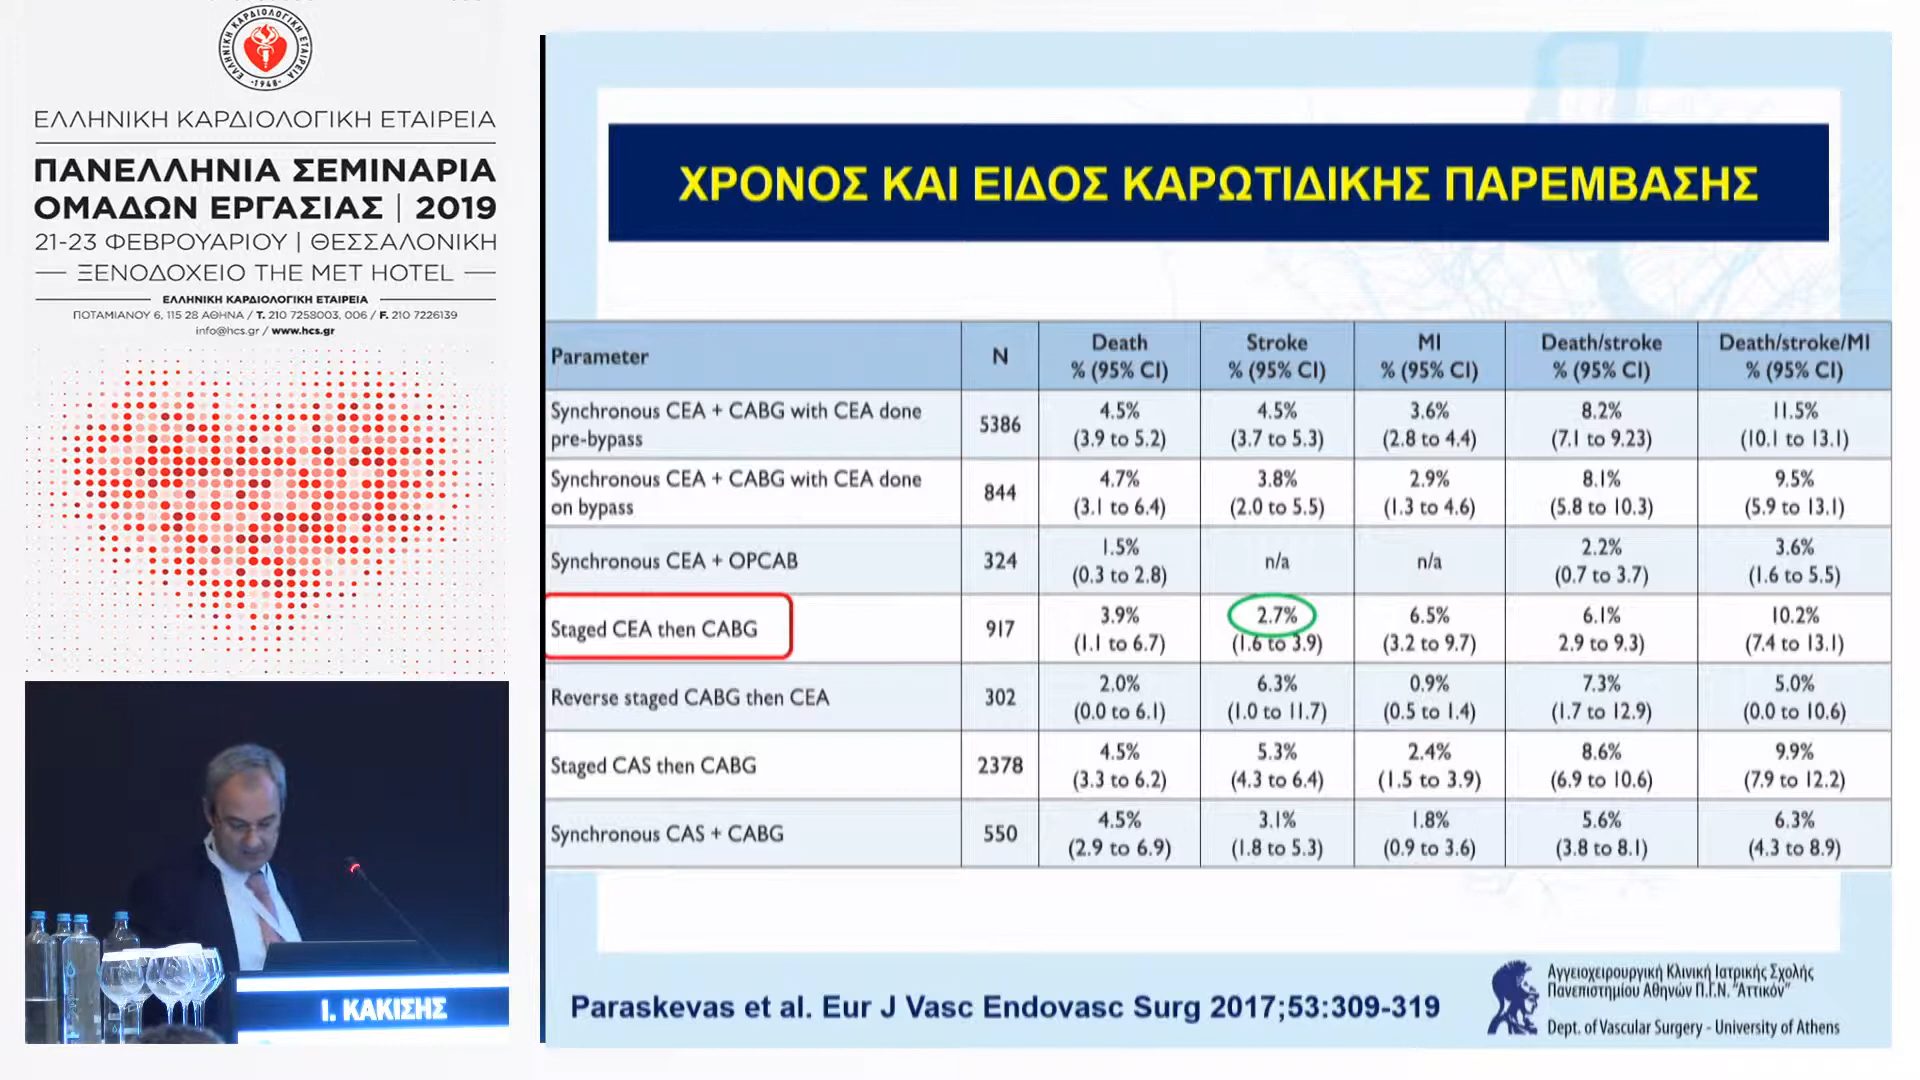 ΕΛΛΗΝΙΚΗ ΚΑΡΔΙΟΛΟΓΙΚΗ ΕΤΑΙΡΕΙΑ
·1948·
ΕΛΛΗΝΙΚΗ ΚΑΡΔΙΟΛΟΓΙΚΗ ΕΤΑΙΡΕΙΑ
ΠΑΝΕΛΛΗΝΙΑ ΣΕΜΙΝΑΡΙΑ
ΟΜΑΔΩΝ ΕΡΓΑΣΙΑΣ | 2019
21-23 ΦΕΒΡΟΥΑΡΙΟΥ | ΘΕΣΣΑΛΟΝΙΚΗ
ΞΕΝΟΔΟΧΕΙΟ THE MET HOTEL
ΕΛΛΗΝΙΚΗ ΚΑΡΔΙΟΛΟΓΙΚΗ ΕΤΑΙΡΕΙΑ
ΠΟΤΑΜΙΑΝΟΥ 6, 115 28 ΑΘΗΝΑ / T. 210 7258003, 006 / F. 210 7226139
info@hcs.gr / www.hcs.gr
Ι. ΚΑΚΙΣΗΣ
ΧΡΟΝΟΣ ΚΑΙ ΕΙΔΟΣ ΚΑΡΩΤΙΔΙΚΗΣ ΠΑΡΕΜΒΑΣΗΣ
Parameter N Death % (95% CI) Stroke % (95% CI) MI % (95% CI) Death/stroke % (95% CI) Death/stroke/MI % (95% CI)
Synchronous CEA + CABG with CEA done pre-bypass 5386 4.5% (3.9 to 5.2) 4.5% (3.7 to 5.3) 3.6% (2.8 to 4.4) 8.2% (7.1 to 9.23) 11.5% (10.1 to 13.1)
Synchronous CEA + CABG with CEA done on bypass 844 4.7% (3.1 to 6.4) 3.8% (2.0 to 5.5) 2.9% (1.3 to 4.6) 8.1% (5.8 to 10.3) 9.5% (5.9 to 13.1)
Synchronous CEA + OPCAB 324 1.5% (0.3 to 2.8) n/a n/a 2.2% (0.7 to 3.7) 3.6% (1.6 to 5.5)
Staged CEA then CABG 917 3.9% (1.1 to 6.7) 2.7% (1.6 to 3.9) 6.5% (3.2 to 9.7) 6.1% 2.9 to 9.3) 10.2% (7.4 to 13.1)
Reverse staged CABG then CEA 302 2.0% (0.0 to 6.1) 6.3% (1.0 to 11.7) 0.9% (0.5 to 1.4) 7.3% (1.7 to 12.9) 5.0% (0.0 to 10.6)
Staged CAS then CABG 2378 4.5% (3.3 to 6.2) 5.3% (4.3 to 6.4) 2.4% (1.5 to 3.9) 8.6% (6.9 to 10.6) 9.9% (7.9 to 12.2)
Synchronous CAS + CABG 550 4.5% (2.9 to 6.9) 3.1% (1.8 to 5.3) 1.8% (0.9 to 3.6) 5.6% (3.8 to 8.1) 6.3% (4.3 to 8.9)
Paraskevas et al. Eur J Vasc Endovasc Surg 2017;53:309-319
Αγγειοχειρουργική Κλινική Ιατρικής Σχολής
Πανεπιστημίου Αθηνών Π.Γ.Ν. "Αττικόν"
Dept. of Vascular Surgery - University of Athens